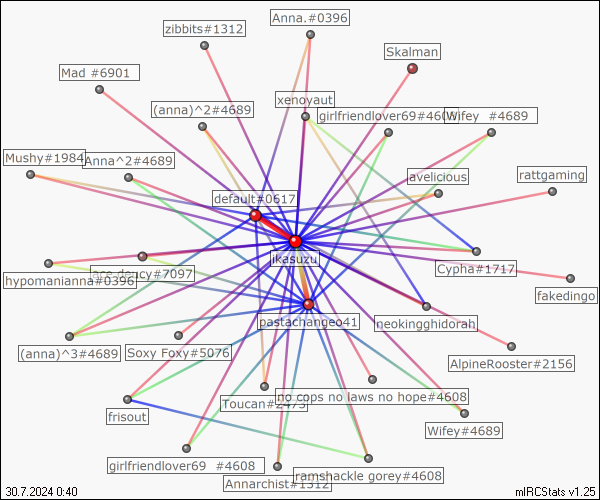 Anna.#0396
zibbits#1312
Skalman
Mad #6901
xenoyaut
(anna)^2#4689
girlfriendlover69#4608
Wifey #4689
Mushy#1984
Anna^2#4689
avelicious
rattgaming
default#0617
ikasuzu
Cypha#1717
hypomanianna#0396
ace-dancy#7097
fakedingo
pastachangeo41
neokingghidorah
(anna)^3#4689
Soxy Foxy#5076
AlpineRooster#2156
Toucan#2473
no cops no laws no hope#4608
frisout
Wifey#4689
girlfriendlover69 #4608
Annarchist#1312
ramshackle gorey#4608
30.7.2024 0:40
mIRCStats v1.25